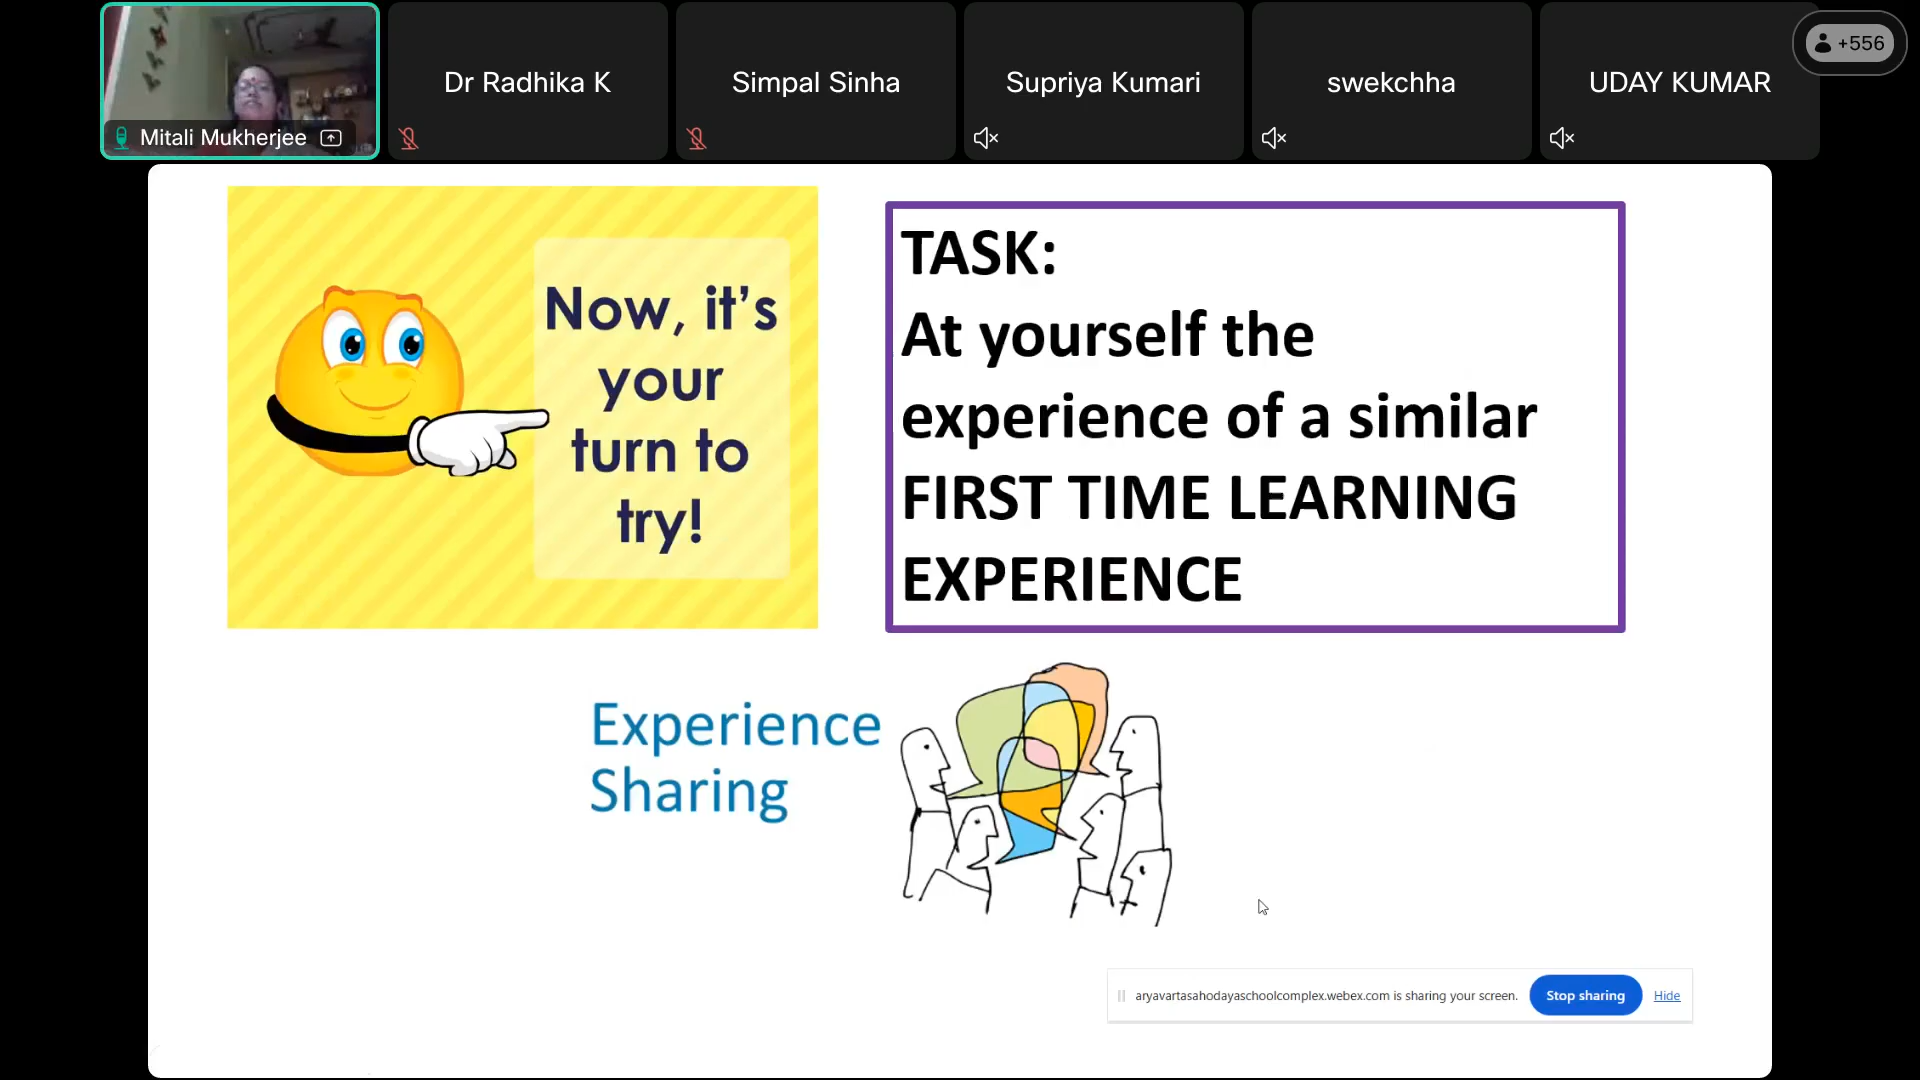 Mitali Mukherjee
Dr Radhika K
Simpal Sinha
Supriya Kumari
swekchha
UDAY KUMAR
+556
Now, it's
your
turn to
try!
TASK:
At yourself the
experience of a similar
FIRST TIME LEARNING
EXPERIENCE
Experience
Sharing
aryavartasahodayaschoolcomplex.webex.com is sharing your screen.
Stop sharing
Hide